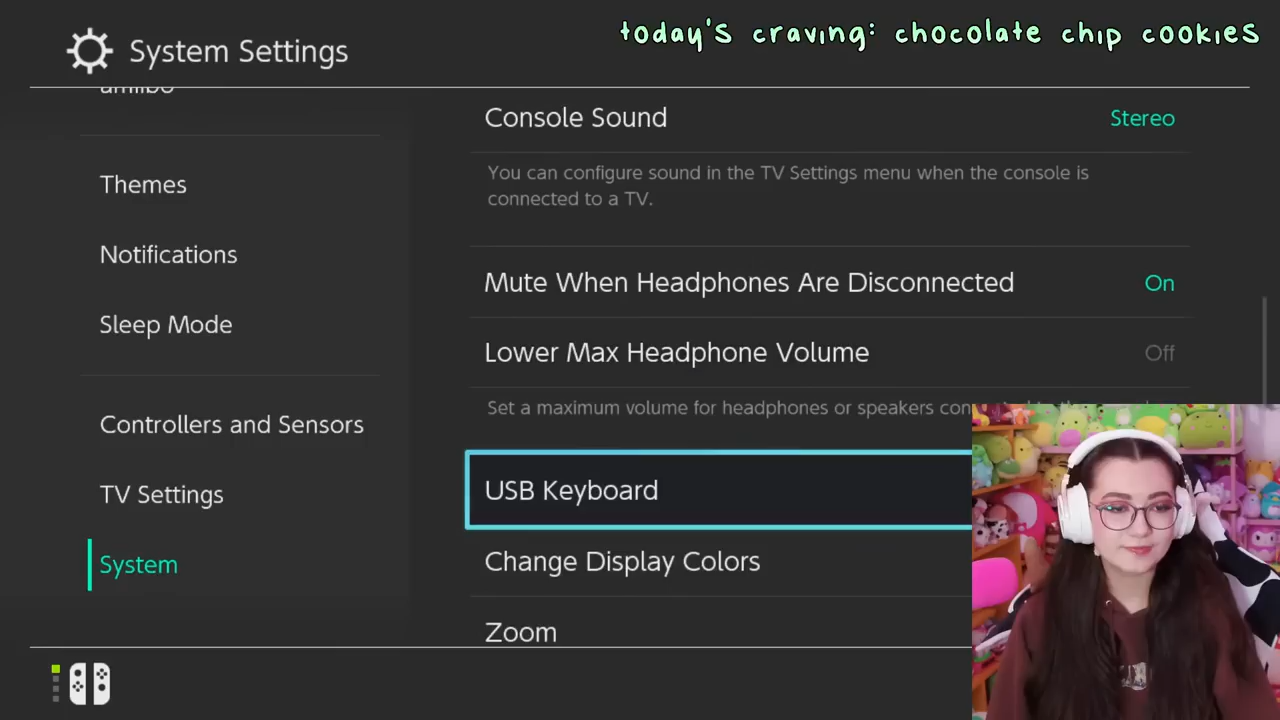 System Settings
today's craving: chocolate chip cookies
amiibo
Themes
Notifications
Sleep Mode
Controllers and Sensors
TV Settings
System
Console Sound Stereo
You can configure sound in the TV Settings menu when the console is
connected to a TV.
Mute When Headphones Are Disconnected On
Lower Max Headphone Volume Off
Set a maximum volume for headphones or speakers
USB Keyboard
Change Display Colors
Zoom